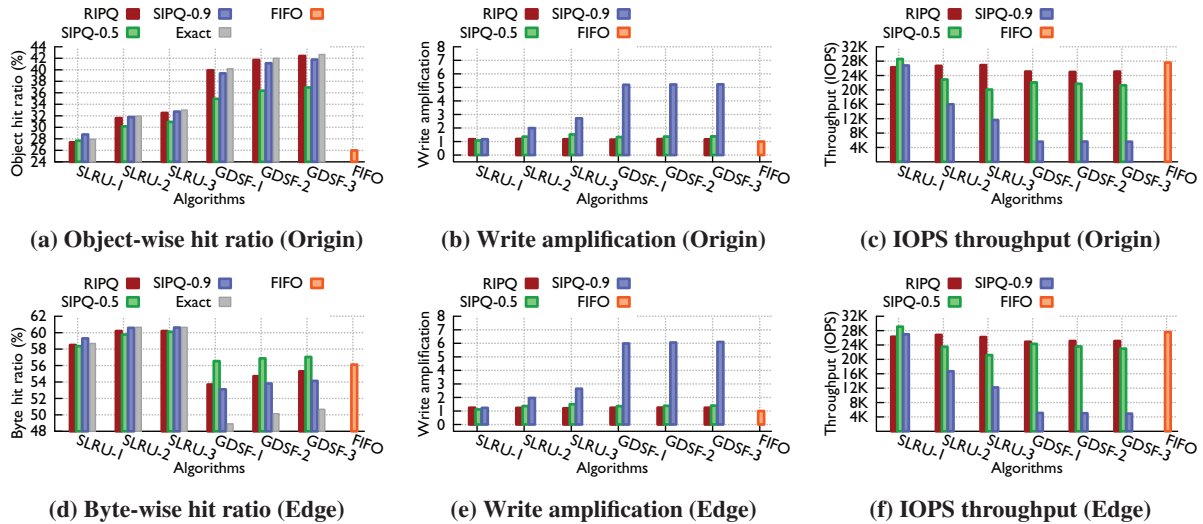 RIPQ SIPQ-0.9 FIFO
SIPQ-0.5 Exact
Object hit ratio (%)
44
42
40
38
36
34
32
30
28
26
24
SLRU-1 SLRU-2 SLRU-3 GDSF-1 GDSF-2 GDSF-3 FIFO
Algorithms
(a) Object-wise hit ratio (Origin)
RIPQ SIPQ-0.9
SIPQ-0.5 FIFO
Write amplification
8
7
6
5
4
3
2
1
0
SLRU-1 SLRU-2 SLRU-3 GDSF-1 GDSF-2 GDSF-3 FIFO
Algorithms
(b) Write amplification (Origin)
RIPQ SIPQ-0.9
SIPQ-0.5 FIFO
Throughput (IOPS)
32K
28K
24K
20K
16K
12K
8K
4K
SLRU-1 SLRU-2 SLRU-3 GDSF-1 GDSF-2 GDSF-3 FIFO
Algorithms
(c) IOPS throughput (Origin)
RIPQ SIPQ-0.9 FIFO
SIPQ-0.5 Exact
Byte hit ratio (%)
62
60
58
56
54
52
50
48
SLRU-1 SLRU-2 SLRU-3 GDSF-1 GDSF-2 GDSF-3 FIFO
Algorithms
(d) Byte-wise hit ratio (Edge)
RIPQ SIPQ-0.9
SIPQ-0.5 FIFO
Write amplification
8
7
6
5
4
3
2
1
0
SLRU-1 SLRU-2 SLRU-3 GDSF-1 GDSF-2 GDSF-3 FIFO
Algorithms
(e) Write amplification (Edge)
RIPQ SIPQ-0.9
SIPQ-0.5 FIFO
Throughput (IOPS)
32K
28K
24K
20K
16K
12K
8K
4K
SLRU-1 SLRU-2 SLRU-3 GDSF-1 GDSF-2 GDSF-3 FIFO
Algorithms
(f) IOPS throughput (Edge)